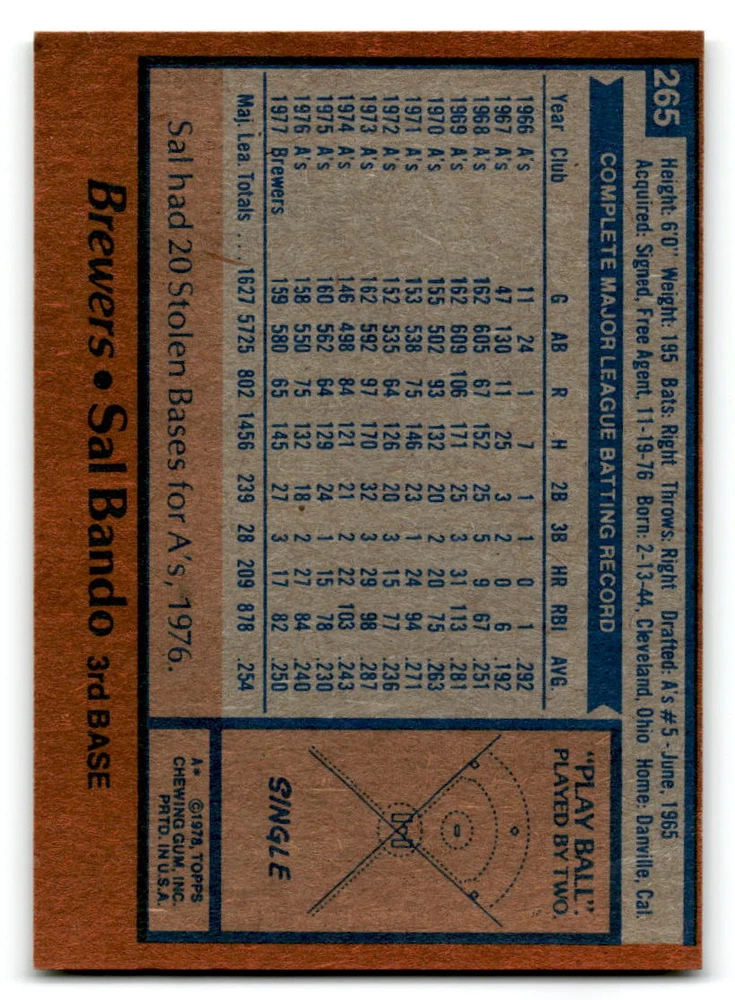 265
Height: 6'0" Weight: 195 Bats: Right Throws: Right Drafted: A's #5 - June, 1965
Acquired: Signed, Free Agent, 11-19-76 Born: 2-13-44, Cleveland, Ohio Home: Danville, Cal.
COMPLETE MAJOR LEAGUE BATTING RECORD
Year Club G AB R H 2B 3B HR RBI AVG.
1966 A's 11 24 1 7 1 1 0 1 .292
1967 A's 47 130 11 25 3 2 0 6 .192
1968 A's 162 605 67 152 25 5 9 67 .251
1969 A's 162 609 106 171 25 3 31 113 .281
1970 A's 155 502 93 132 20 2 20 75 .263
1971 A's 153 538 75 146 23 1 24 94 .271
1972 A's 152 535 64 126 20 3 15 77 .236
1973 A's 162 592 97 170 32 3 29 98 .287
1974 A's 146 498 84 121 21 2 22 103 .243
1975 A's 160 562 64 129 24 1 15 78 .230
1976 A's 158 550 75 132 18 2 27 84 .240
1977 Brewers 159 580 65 145 27 3 17 82 .250
Maj. Lea. Totals .... 1627 5725 802 1456 239 28 209 878 .254
Sal had 20 Stolen Bases for A's, 1976.
"PLAY BALL"
PLAYED BY TWO.
SINGLE
A* ©1978, TOPPS
CHEWING GUM, INC.
PRTD. IN U.S.A.
Brewers • Sal Bando 3rd BASE